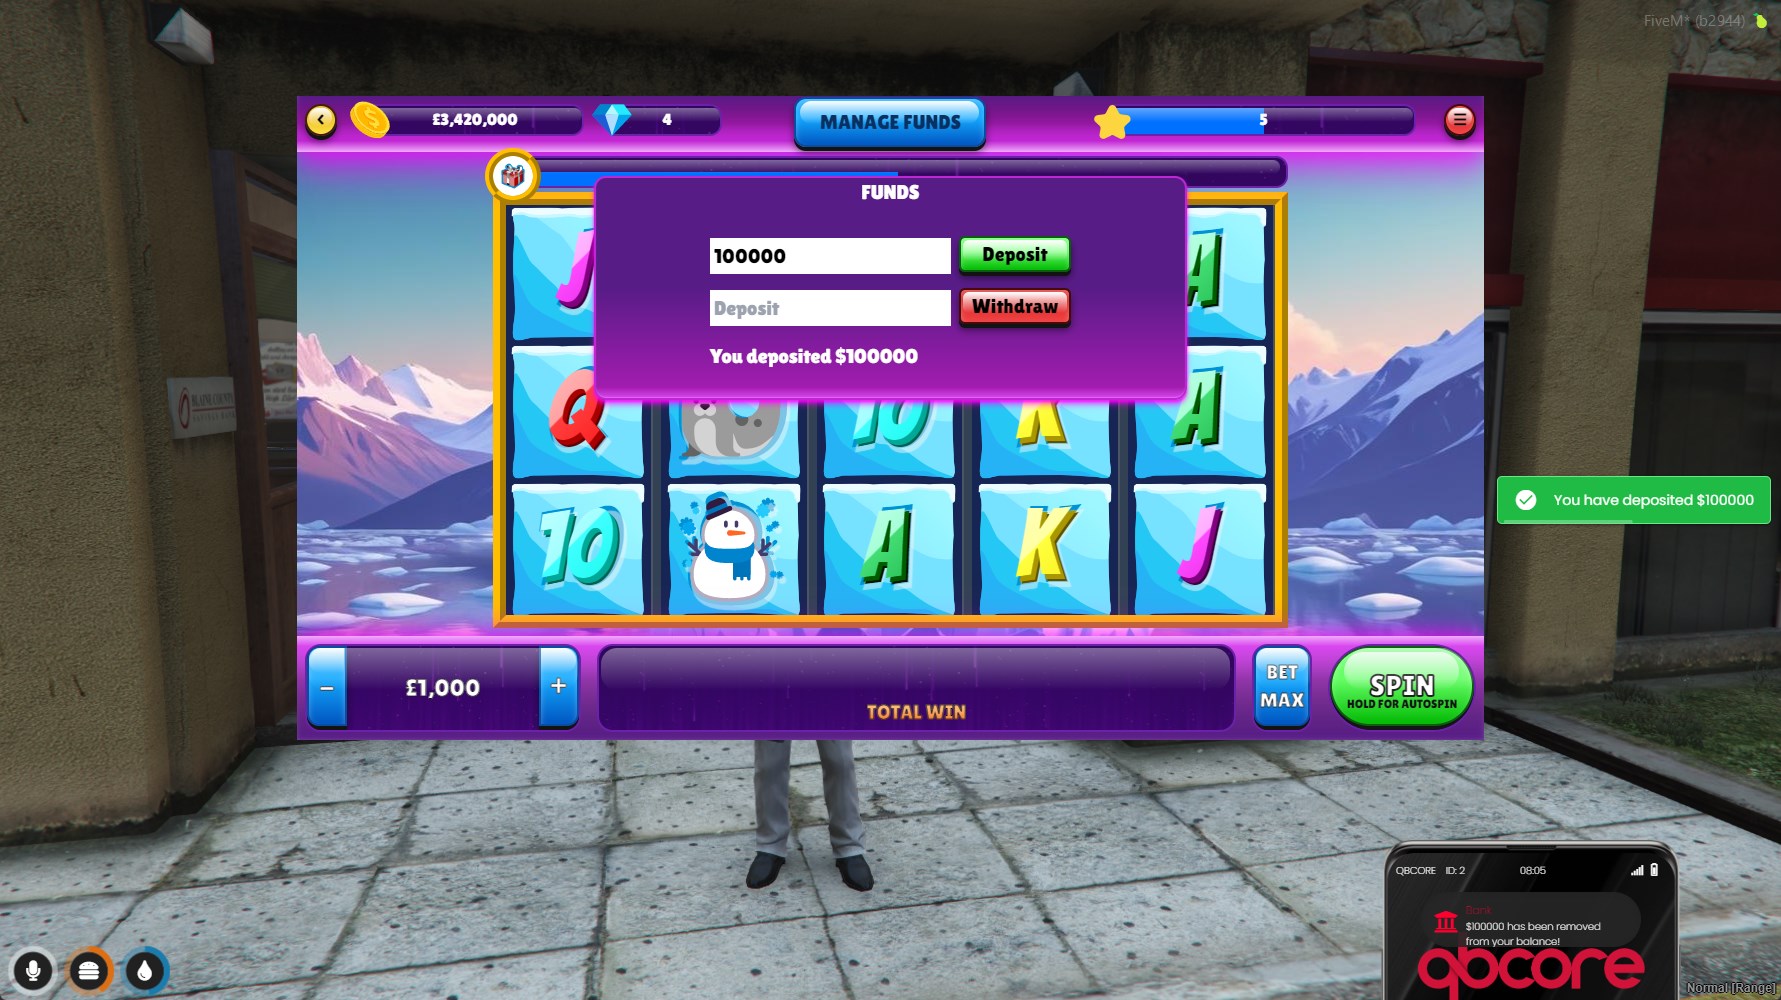 FiveM* (b2944)
£3,420,000
4
MANAGE FUNDS
5
FUNDS
100000
Deposit
Deposit
Withdraw
You deposited $100000
J
A
Q
10
K
A
10
A
K
J
BLAINE COUNTY
You have deposited $100000
-
£1,000
+
TOTAL WIN
BET
MAX
SPIN
HOLD FOR AUTOSPIN
QBCORE ID: 2
08:05
Bank
$100000 has been removed
from your balance!
qbcore
Normal [Range]